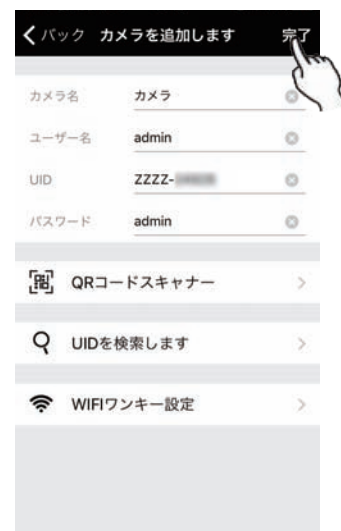 バック カメラを追加します 完了
カメラ名 カメラ
ユーザー名 admin
UID ZZZZ-
パスワード admin
QRコードスキャナー
UIDを検索します
WIFIワンキー設定